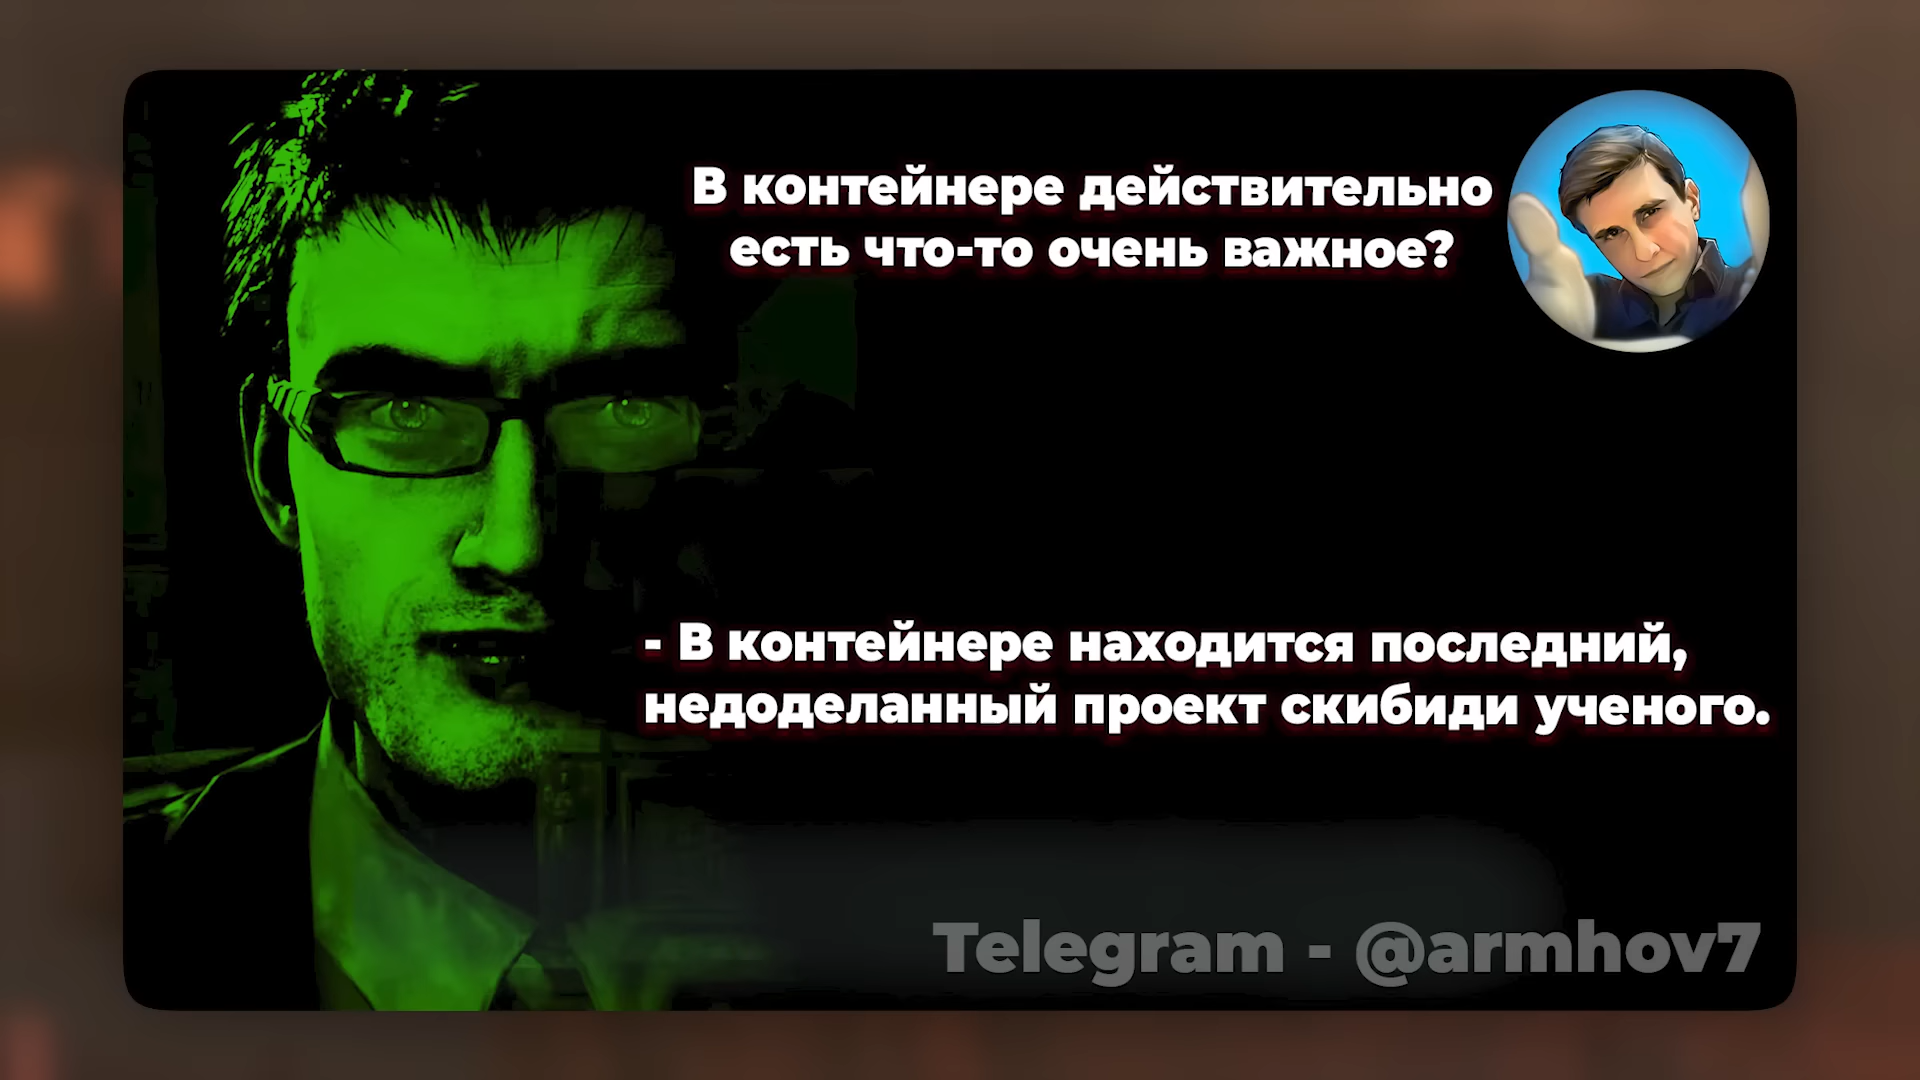 В контейнере действительно
есть что-то очень важное?
- В контейнере находится последний,
недоделанный проект скибиди ученого.
Telegram - @armhov7